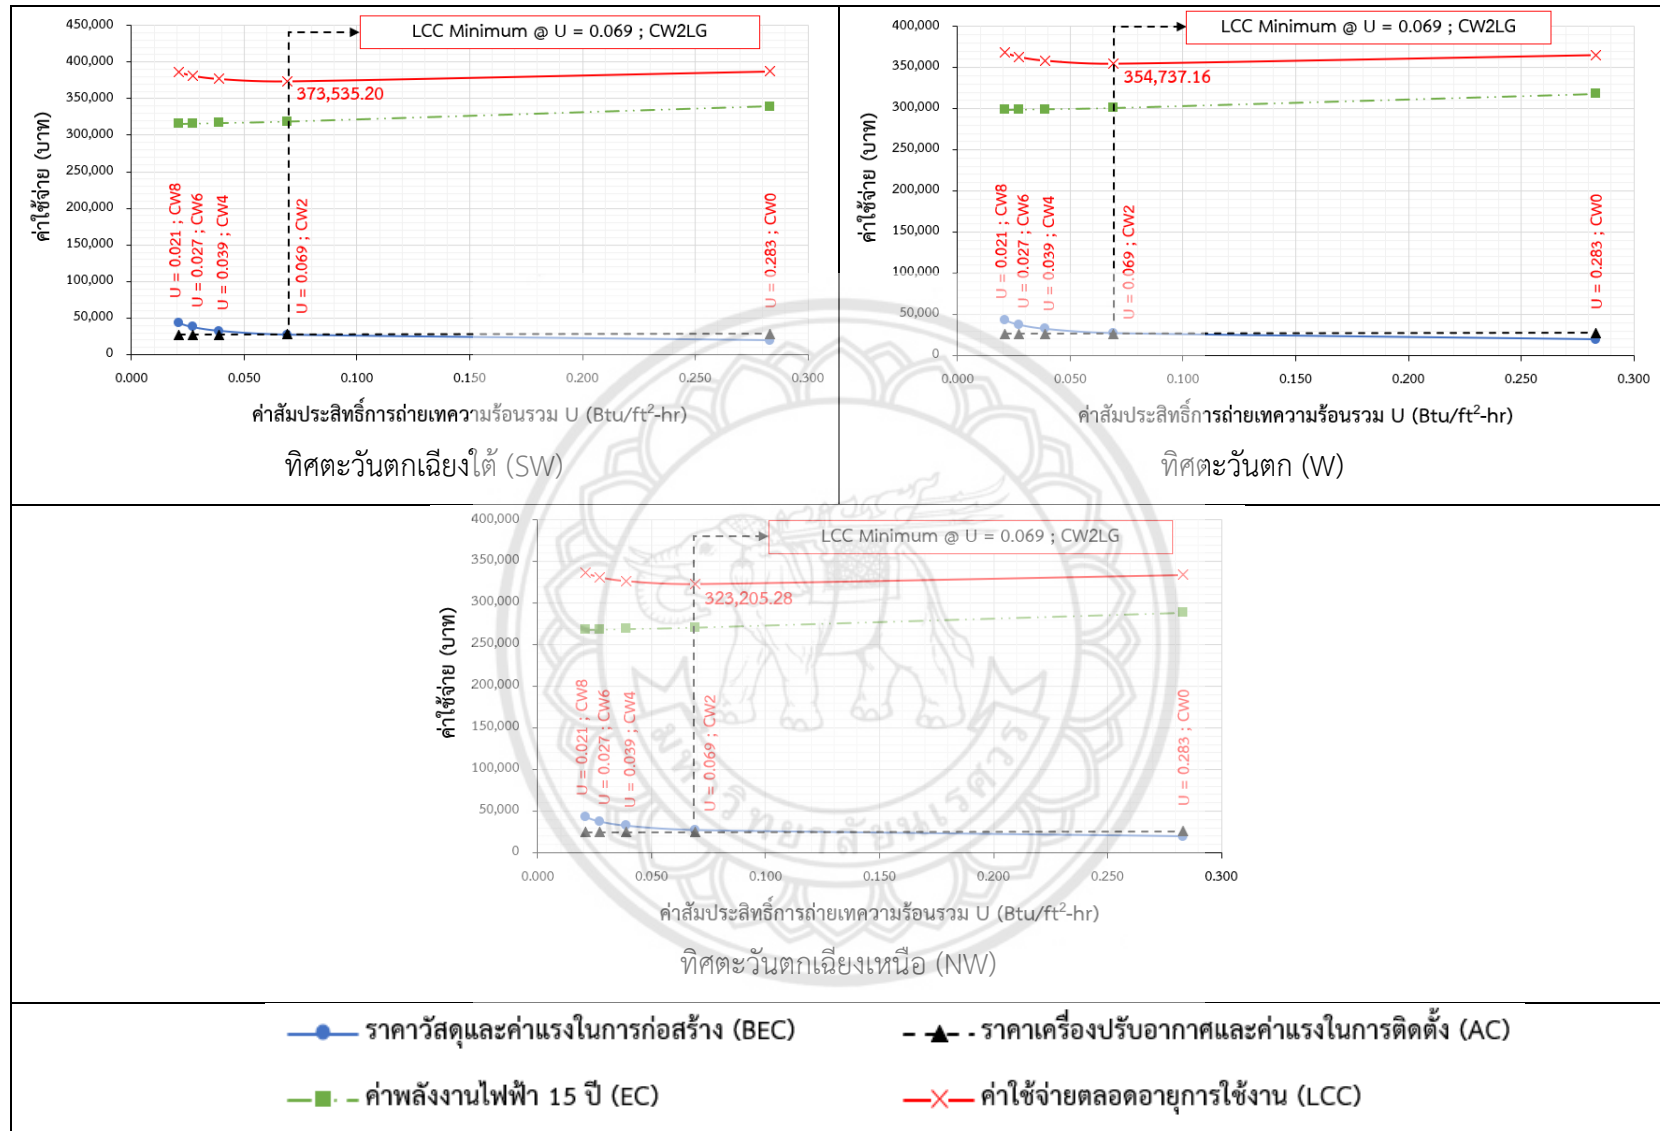 LCC Minimum @ U = 0.069 ; CW2LG
450,000
400,000
350,000
300,000
250,000
200,000
150,000
100,000
50,000
0
ค่าใช้จ่าย (บาท)
373,535.20
U = 0.021 ; CW8
U = 0.027 ; CW6
U = 0.039 ; CW4
U = 0.069 ; CW2
U = 0.283 ; CW0
0.000 0.050 0.100 0.150 0.200 0.250 0.300
ค่าสัมประสิทธิ์การถ่ายเทความร้อนรวม U (Btu/ft²-hr)
ทิศตะวันตกเฉียงใต้ (SW)
LCC Minimum @ U = 0.069 ; CW2LG
400,000
350,000
300,000
250,000
200,000
150,000
100,000
50,000
0
ค่าใช้จ่าย (บาท)
354,737.16
U = 0.021 ; CW8
U = 0.027 ; CW6
U = 0.039 ; CW4
U = 0.069 ; CW2
U = 0.283 ; CW0
0.000 0.050 0.100 0.150 0.200 0.250 0.300
ค่าสัมประสิทธิ์การถ่ายเทความร้อนรวม U (Btu/ft²-hr)
ทิศตะวันตก (W)
LCC Minimum @ U = 0.069 ; CW2LG
400,000
350,000
300,000
250,000
200,000
150,000
100,000
50,000
0
ค่าใช้จ่าย (บาท)
323,205.28
U = 0.021 ; CW8
U = 0.027 ; CW6
U = 0.039 ; CW4
U = 0.069 ; CW2
U = 0.283 ; CW0
0.000 0.050 0.100 0.150 0.200 0.250 0.300
ค่าสัมประสิทธิ์การถ่ายเทความร้อนรวม U (Btu/ft²-hr)
ทิศตะวันตกเฉียงเหนือ (NW)
มหาวิทยาลัยนเรศวร
ราคาวัสดุและค่าแรงในการก่อสร้าง (BEC)
ราคาเครื่องปรับอากาศและค่าแรงในการติดตั้ง (AC)
ค่าพลังงานไฟฟ้า 15 ปี (EC)
ค่าใช้จ่ายตลอดอายุการใช้งาน (LCC)